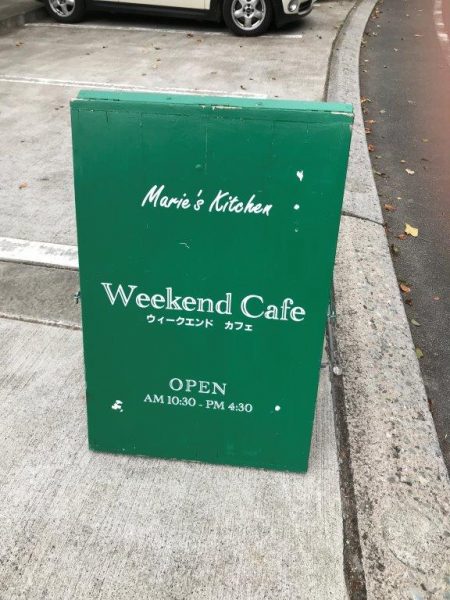 Marie's Kitchen
Weekend Cafe
ウィークエンド カフェ
OPEN
AM 10:30 - PM 4:30